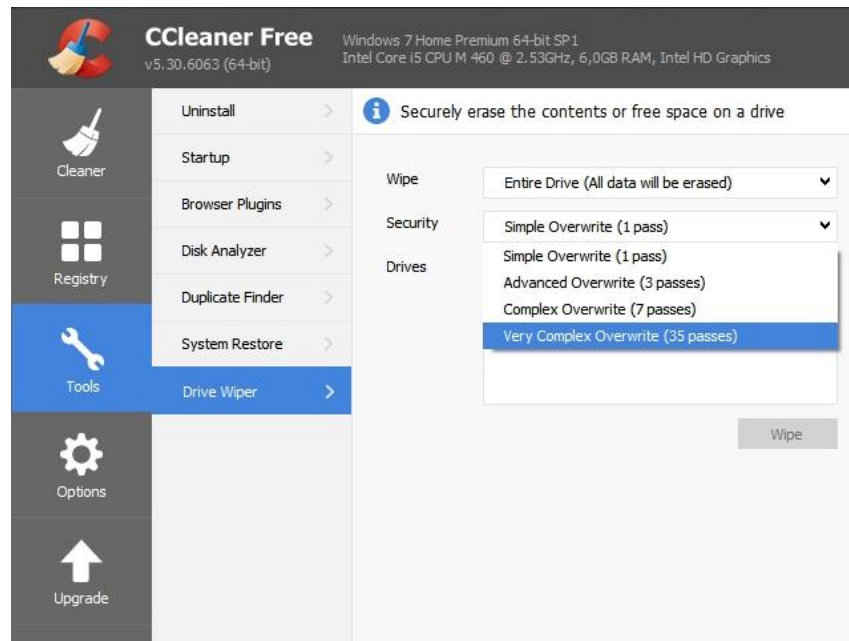 CCleaner Free
v5.30.6063 (64-bit)
Windows 7 Home Premium 64-bit SP1
Intel Core i5 CPU M 460 @ 2.53GHz, 6,0GB RAM, Intel HD Graphics
Cleaner
Registry
Tools
Options
Upgrade
Uninstall
Startup
Browser Plugins
Disk Analyzer
Duplicate Finder
System Restore
Drive Wiper
Securely erase the contents or free space on a drive
Wipe
Entire Drive (All data will be erased)
Security
Simple Overwrite (1 pass)
Drives
Simple Overwrite (1 pass)
Advanced Overwrite (3 passes)
Complex Overwrite (7 passes)
Very Complex Overwrite (35 passes)
Wipe